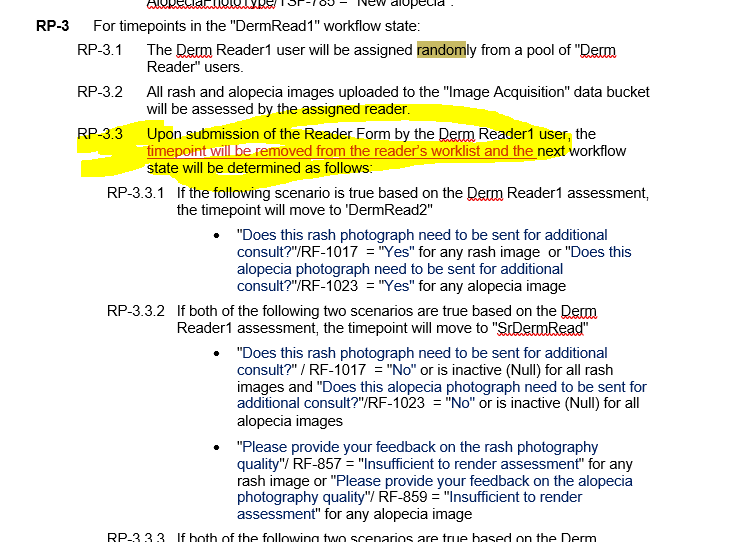 AlopeciaPhotoType/TSP-785 = "New alopecia".
RP-3 For timepoints in the "DermRead1" workflow state:
RP-3.1 The Derm Reader1 user will be assigned randomly from a pool of "Derm
Reader" users.
RP-3.2 All rash and alopecia images uploaded to the "Image Acquisition" data bucket
will be assessed by the assigned reader.
RP-3.3 Upon submission of the Reader Form by the Derm Reader1 user, the
timepoint will be removed from the reader's worklist and the next workflow
state will be determined as follows:
RP-3.3.1 If the following scenario is true based on the Derm Reader1 assessment,
the timepoint will move to 'DermRead2"
• "Does this rash photograph need to be sent for additional
consult?"/RF-1017 = "Yes" for any rash image or "Does this
alopecia photograph need to be sent for additional
consult?"/RF-1023 = "Yes" for any alopecia image
RP-3.3.2 If both of the following two scenarios are true based on the Derm
Reader1 assessment, the timepoint will move to "SrDermRead"
• "Does this rash photograph need to be sent for additional
consult?" / RF-1017 = "No" or is inactive (Null) for all rash
images and "Does this alopecia photograph need to be sent for
additional consult?"/RF-1023 = "No" or is inactive (Null) for all
alopecia images
• "Please provide your feedback on the rash photography
quality"/ RF-857 = "Insufficient to render assessment" for any
rash image or "Please provide your feedback on the alopecia
photography quality"/ RF-859 = "Insufficient to render
assessment" for any alopecia image
RP-3.3.3 If both of the following two scenarios are true based on the Derm